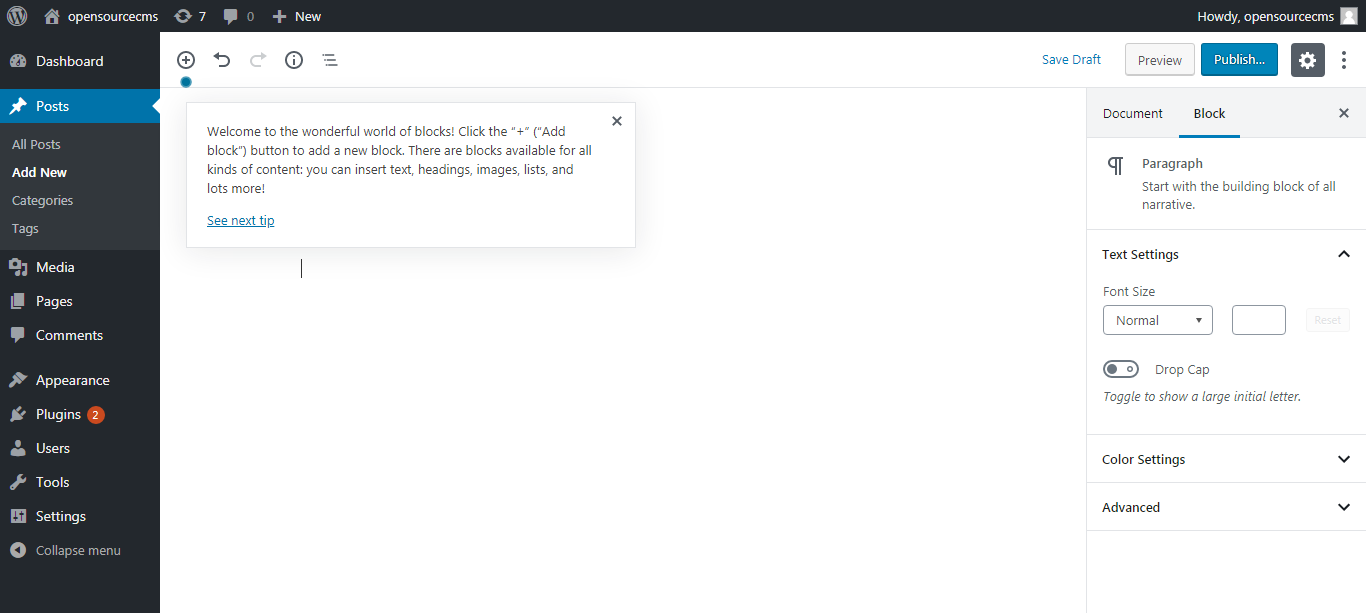 opensourcecms 7 0 New Howdy, opensourcecms
Dashboard
Posts
All Posts
Add New
Categories
Tags
Media
Pages
Comments
Appearance
Plugins 2
Users
Tools
Settings
Collapse menu
Save Draft Preview Publish...
Welcome to the wonderful world of blocks! Click the “+” (“Add
block”) button to add a new block. There are blocks available for all
kinds of content: you can insert text, headings, images, lists, and
lots more!
See next tip
Document Block
Paragraph
Start with the building block of all
narrative.
Text Settings
Font Size
Normal Reset
Drop Cap
Toggle to show a large initial letter.
Color Settings
Advanced